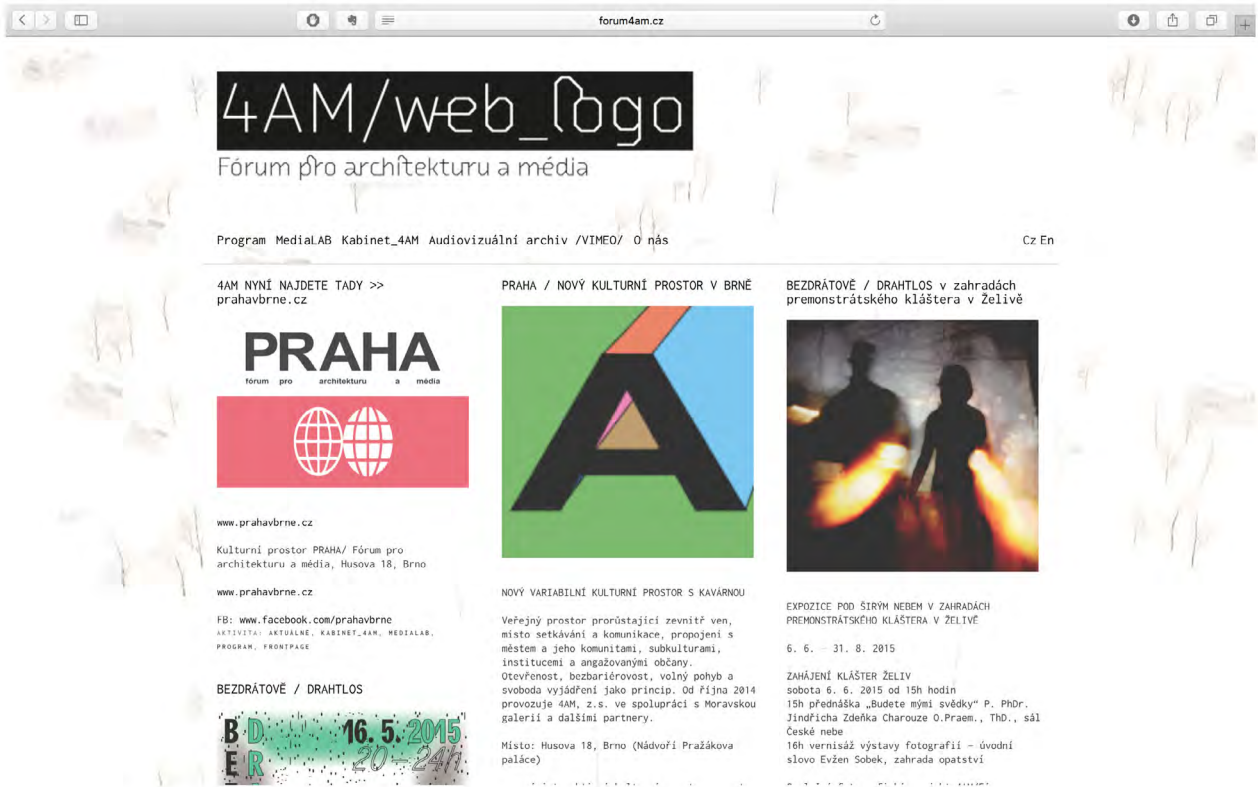 forum4am.cz
4AM/web_logo
Fórum pro architekturu a média
Program MediaLAB Kabinet_4AM Audiovizuální archiv /VIMEO/ O nás
Cz En
4AM NYNÍ NAJDETE TADY >>
prahavbrne.cz
PRAHA
fórum pro architekturu a média
www.prahavbrne.cz
Kulturní prostor PRAHA/ Fórum pro
architekturu a média, Husova 18, Brno
www.prahavbrne.cz
FB: www.facebook.com/prahavbrne
AKTIVITA: AKTUÁLNĚ, KABINET_4AM, MEDIALAB,
PROGRAM, FRONTPAGE
BEZDRÁTOVĚ / DRAHTLOS
B D 16. 5. 2015
E R 20–24h
PRAHA / NOVÝ KULTURNÍ PROSTOR V BRNĚ
A
NOVÝ VARIABILNÍ KULTURNÍ PROSTOR S KAVÁRNOU
Veřejný prostor prorůstající zevnitř ven,
místo setkávání a komunikace, propojení s
městem a jeho komunitami, subkulturami,
institucemi a angažovanými občany.
Otevřenost, bezbariérovost, volný pohyb a
svoboda vyjádření jako princip. Od října 2014
provozuje 4AM, z.s. ve spolupráci s Moravskou
galerií a dalšími partnery.
Místo: Husova 18, Brno (Nádvoří Pražákova
paláce)
BEZDRÁTOVĚ / DRAHTLOS v zahradách
premonstrátského kláštera v Želivě
EXPOZICE POD ŠIRÝM NEBEM V ZAHRADÁCH
PREMONSTRÁTSKÉHO KLÁŠTERA V ŽELIVĚ
6. 6. – 31. 8. 2015
ZAHÁJENÍ KLÁŠTER ŽELIV
sobota 6. 6. 2015 od 15h hodin
15h přednáška „Budete mými svědky“ P. PhDr.
Jindřicha Zdeňka Charouze O.Praem., ThD., sál
České nebe
16h vernisáž výstavy fotografií – úvodní
slovo Evžen Sobek, zahrada opatství